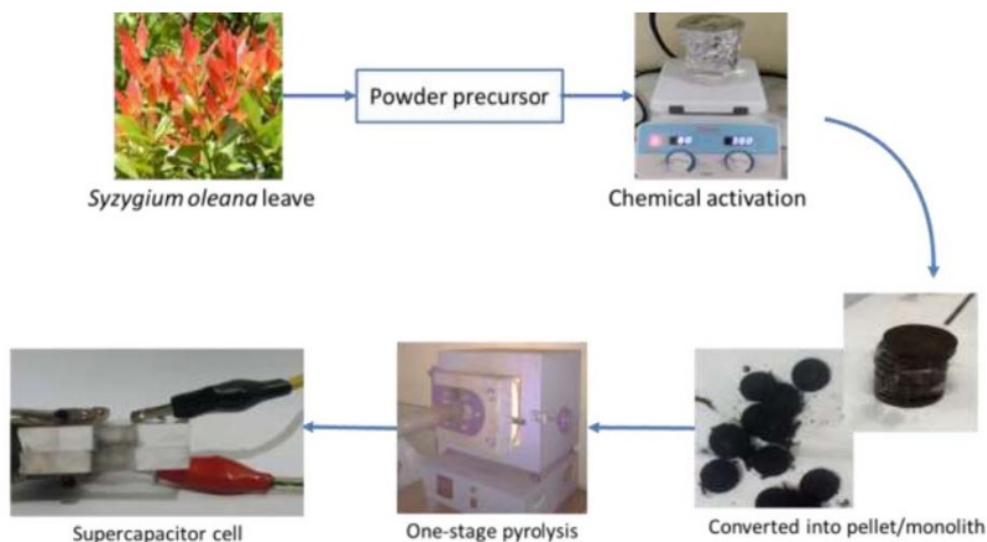 Powder precursor
Syzygium oleana leave
Chemical activation
Converted into pellet/monolith
One-stage pyrolysis
Supercapacitor cell